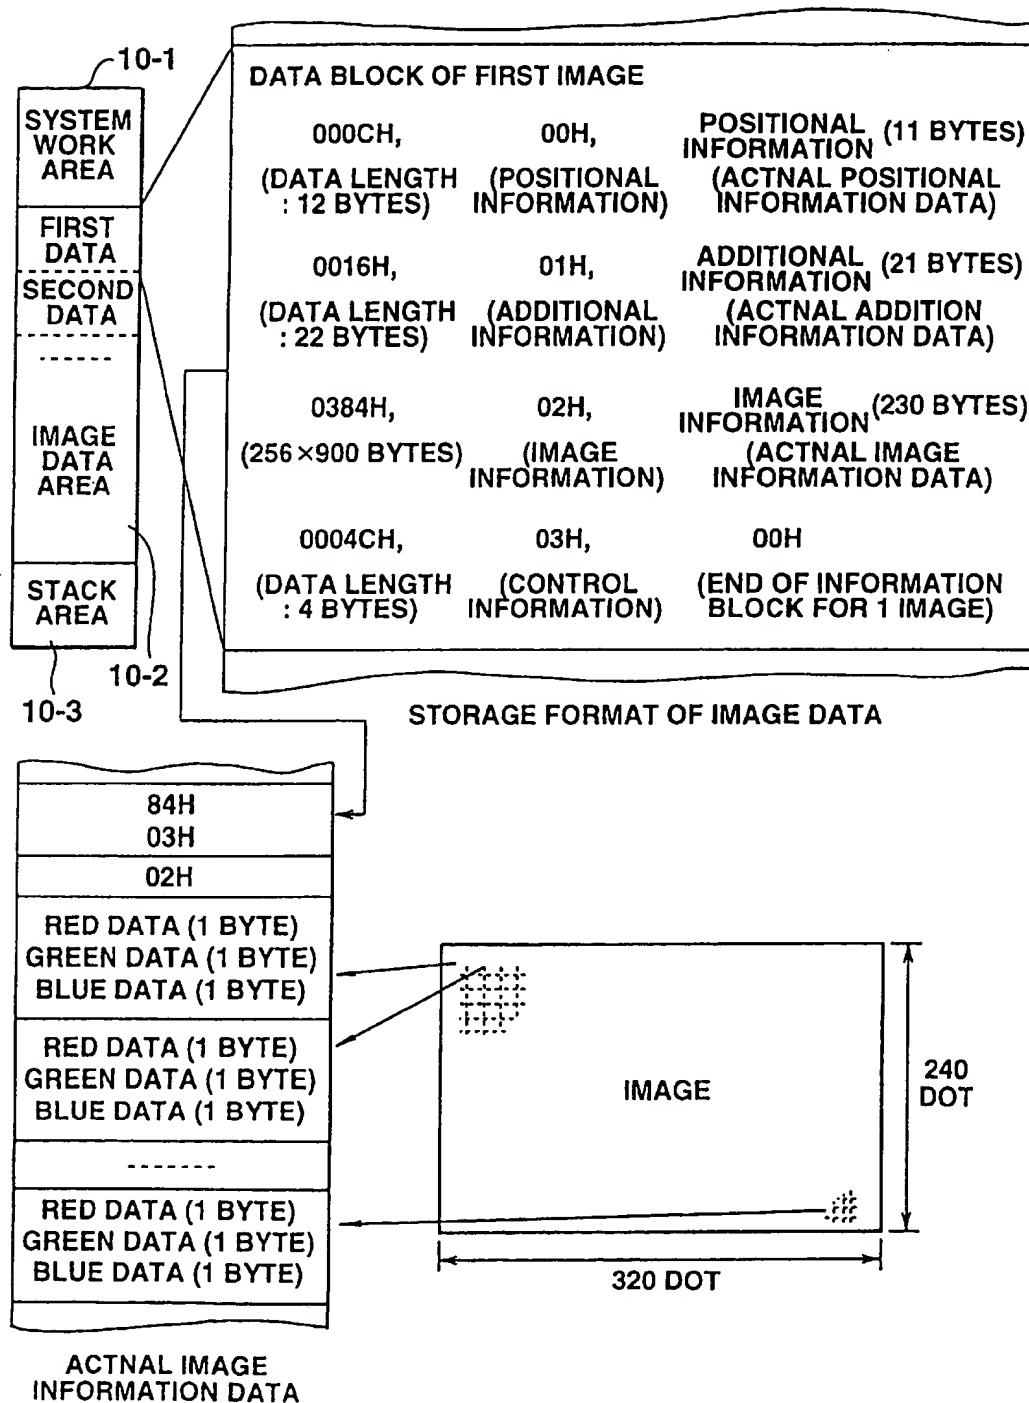 10-1
SYSTEM
WORK
AREA
FIRST
DATA
SECOND
DATA
IMAGE
DATA
AREA
STACK
AREA
10-2
10-3
DATA BLOCK OF FIRST IMAGE
000CH, 00H, POSITIONAL INFORMATION (11 BYTES)
(DATA LENGTH : 12 BYTES) (POSITIONAL INFORMATION) (ACTNAL POSITIONAL INFORMATION DATA)
0016H, 01H, ADDITIONAL INFORMATION (21 BYTES)
(DATA LENGTH : 22 BYTES) (ADDITIONAL INFORMATION) (ACTNAL ADDITION INFORMATION DATA)
0384H, 02H, IMAGE INFORMATION (230 BYTES)
(256×900 BYTES) (IMAGE INFORMATION) (ACTNAL IMAGE INFORMATION DATA)
0004CH, 03H, 00H
(DATA LENGTH : 4 BYTES) (CONTROL INFORMATION) (END OF INFORMATION BLOCK FOR 1 IMAGE)
STORAGE FORMAT OF IMAGE DATA
84H
03H
02H
RED DATA (1 BYTE)
GREEN DATA (1 BYTE)
BLUE DATA (1 BYTE)
RED DATA (1 BYTE)
GREEN DATA (1 BYTE)
BLUE DATA (1 BYTE)
RED DATA (1 BYTE)
GREEN DATA (1 BYTE)
BLUE DATA (1 BYTE)
IMAGE
240
DOT
320 DOT
ACTNAL IMAGE
INFORMATION DATA